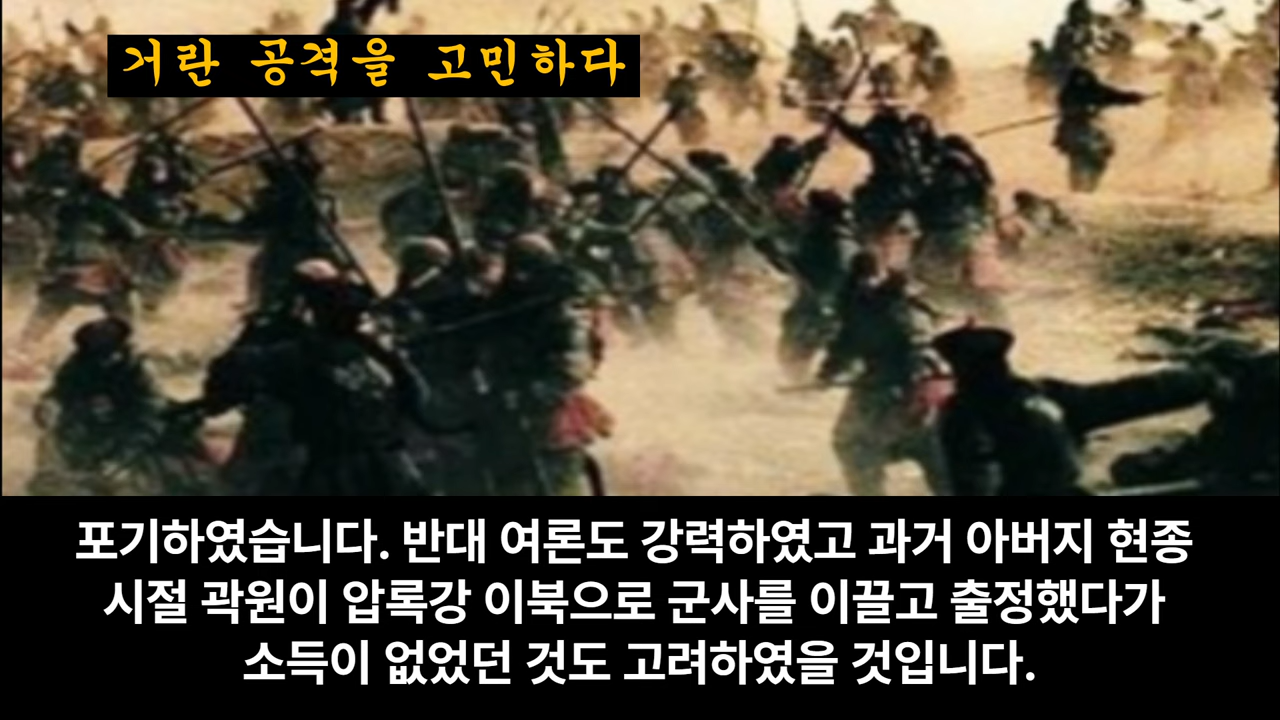 거란 공격을 고민하다
포기하였습니다. 반대 여론도 강력하였고 과거 아버지 현종
시절 곽원이 압록강 이북으로 군사를 이끌고 출정했다가
소득이 없었던 것도 고려하였을 것입니다.